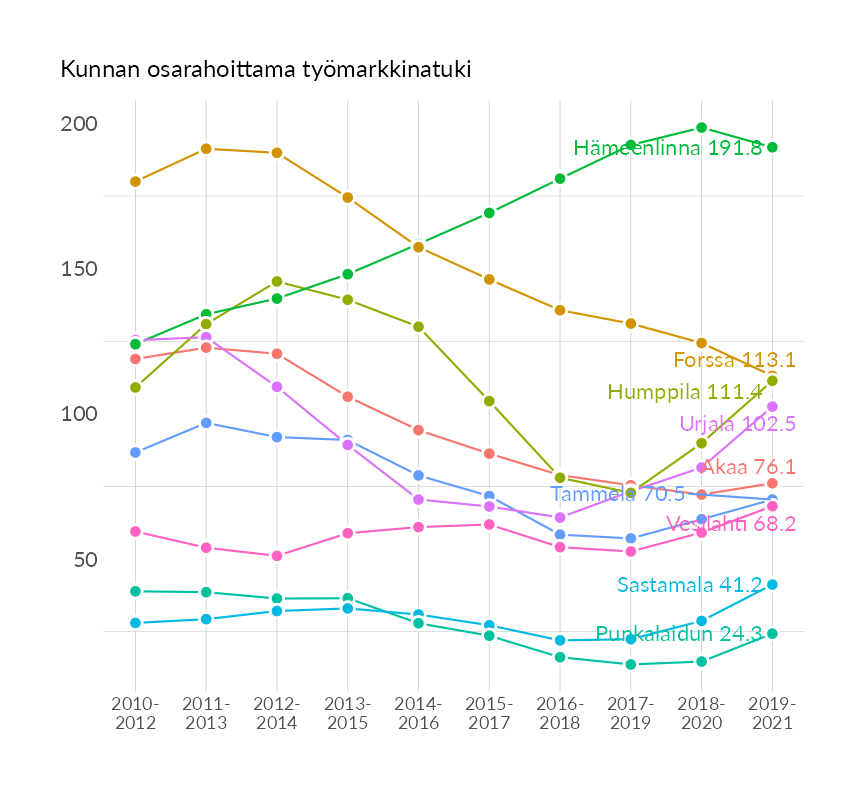 Kunnan osarahoittama työmarkkinatuki
200
Hämeenlinna 191.8
150
Forssa 113.1
Humppila 111.4
100
Urjala 102.5
Akaa 76.1
Tammela 70.5
Vesilahti 68.2
50
Sastamala 41.2
Punkalaidun 24.3
2010-
2012
2011-
2013
2012-
2014
2013-
2015
2014-
2016
2015-
2017
2016-
2018
2017-
2019
2018-
2020
2019-
2021